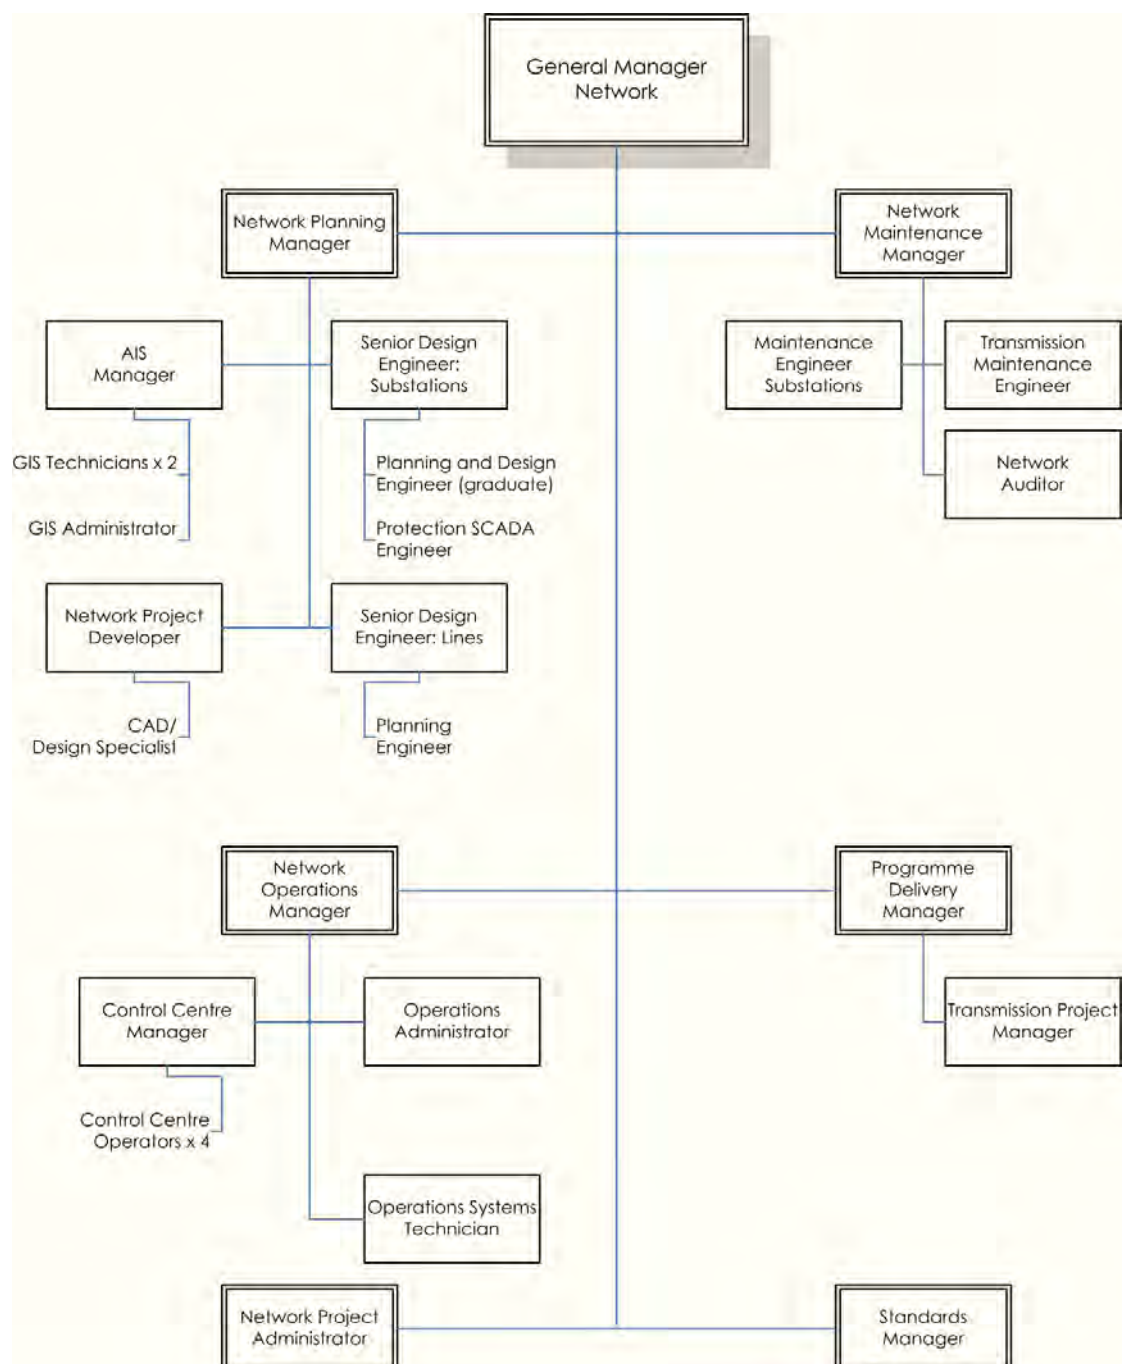 General Manager
Network
Network Planning
Manager
Network
Maintenance
Manager
AIS
Manager
Senior Design
Engineer:
Substations
Maintenance
Engineer
Substations
Transmission
Maintenance
Engineer
GIS Technicians x 2
GIS Administrator
Planning and Design
Engineer (graduate)
Protection SCADA
Engineer
Network
Auditor
Network Project
Developer
Senior Design
Engineer: Lines
CAD/
Design Specialist
Planning
Engineer
Network
Operations
Manager
Programme
Delivery
Manager
Control Centre
Manager
Operations
Administrator
Transmission Project
Manager
Control Centre
Operators x 4
Operations Systems
Technician
Network Project
Administrator
Standards
Manager